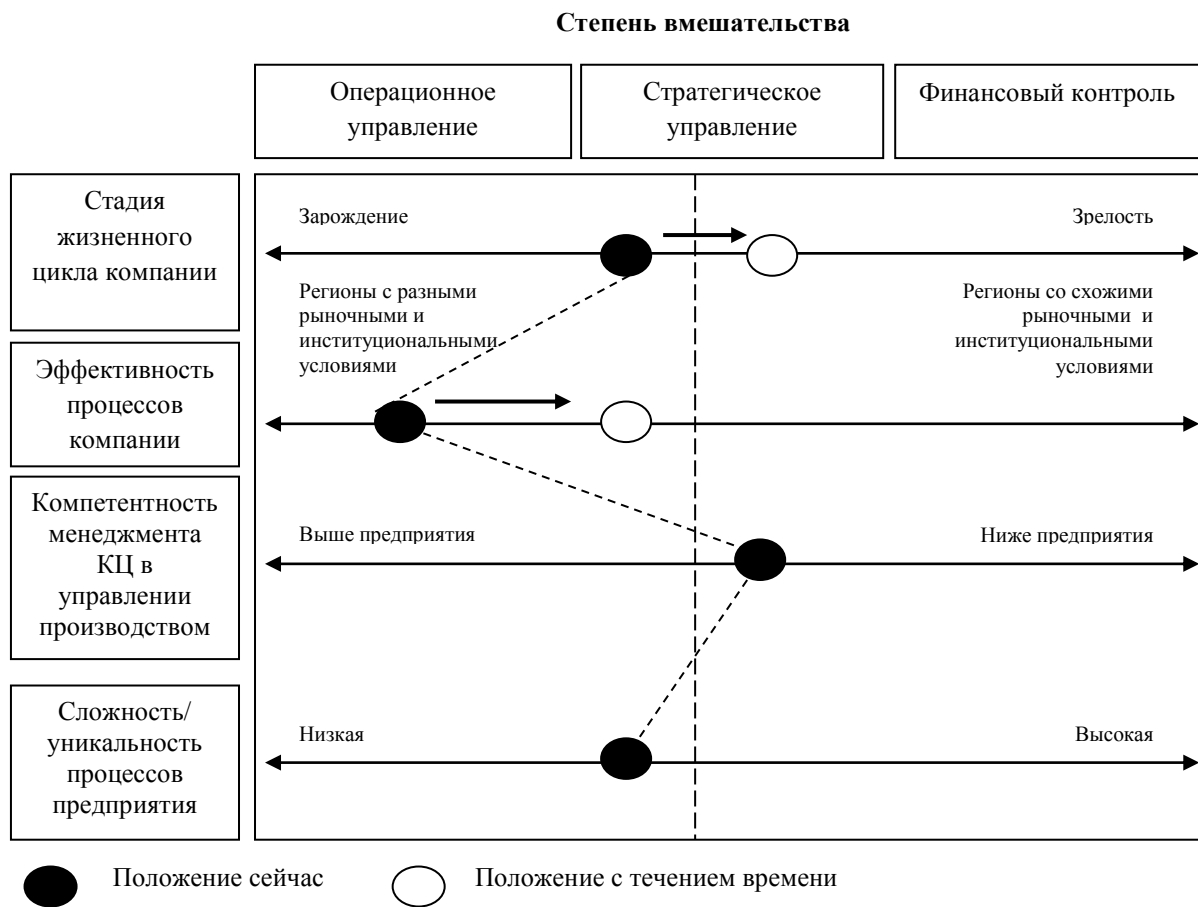 Степень вмешательства
Операционное
управление
Стратегическое
управление
Финансовый контроль
Стадия
жизненного
цикла компании
Зарождение
Зрелость
Регионы с разными
рыночными и
институциональными
условиями
Регионы со схожими
рыночными и
институциональными
условиями
Эффективность
процессов
компании
Компетентность
менеджмента
КЦ в
управлении
производством
Выше предприятия
Ниже предприятия
Сложность/
уникальность
процессов
предприятия
Низкая
Высокая
Положение сейчас
Положение с течением времени